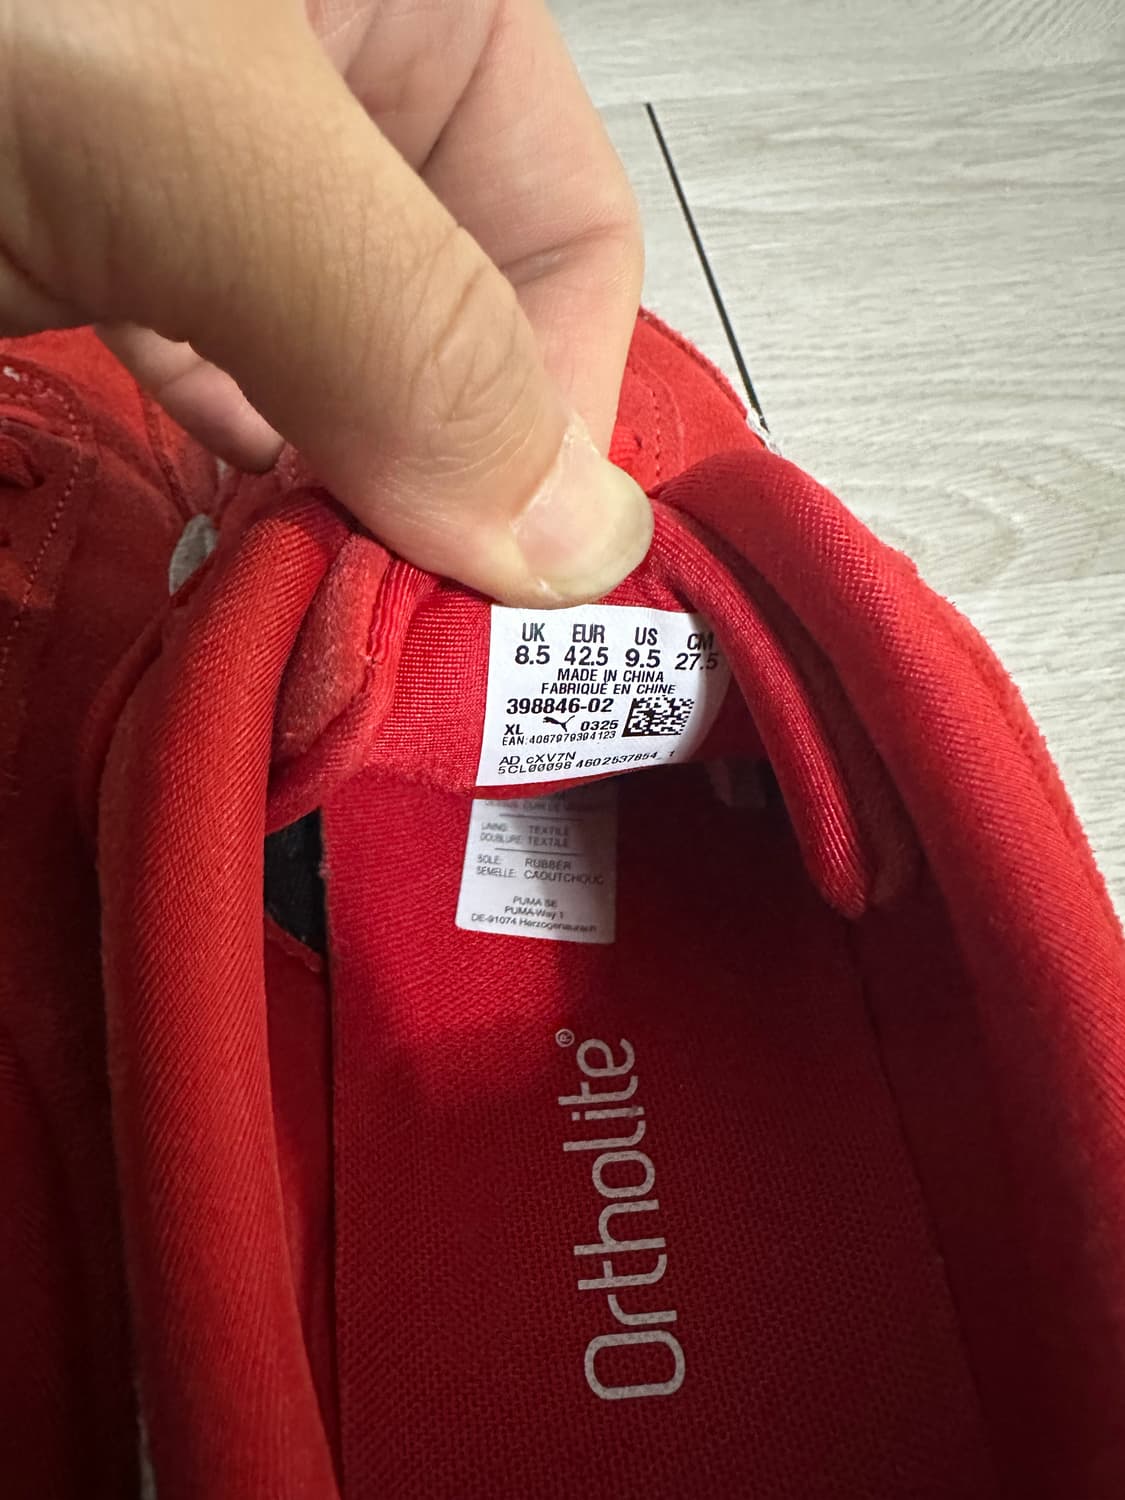 UK EUR US CM
8.5 42.5 9.5 27.5
MADE IN CHINA
FABRIQUÉ EN CHINE
398846-02
XL 0325
EAN:4067979394123
AD cXV7N
5CL00098 4602537854 1
LINING: TEXTILE
DOUBLURE: TEXTILE
SOLE: RUBBER
SEMELLE: CAOUTCHOUC
PUMA SE
PUMA-Way 1
DE-91074 Herzogenaurach
Ortholite®